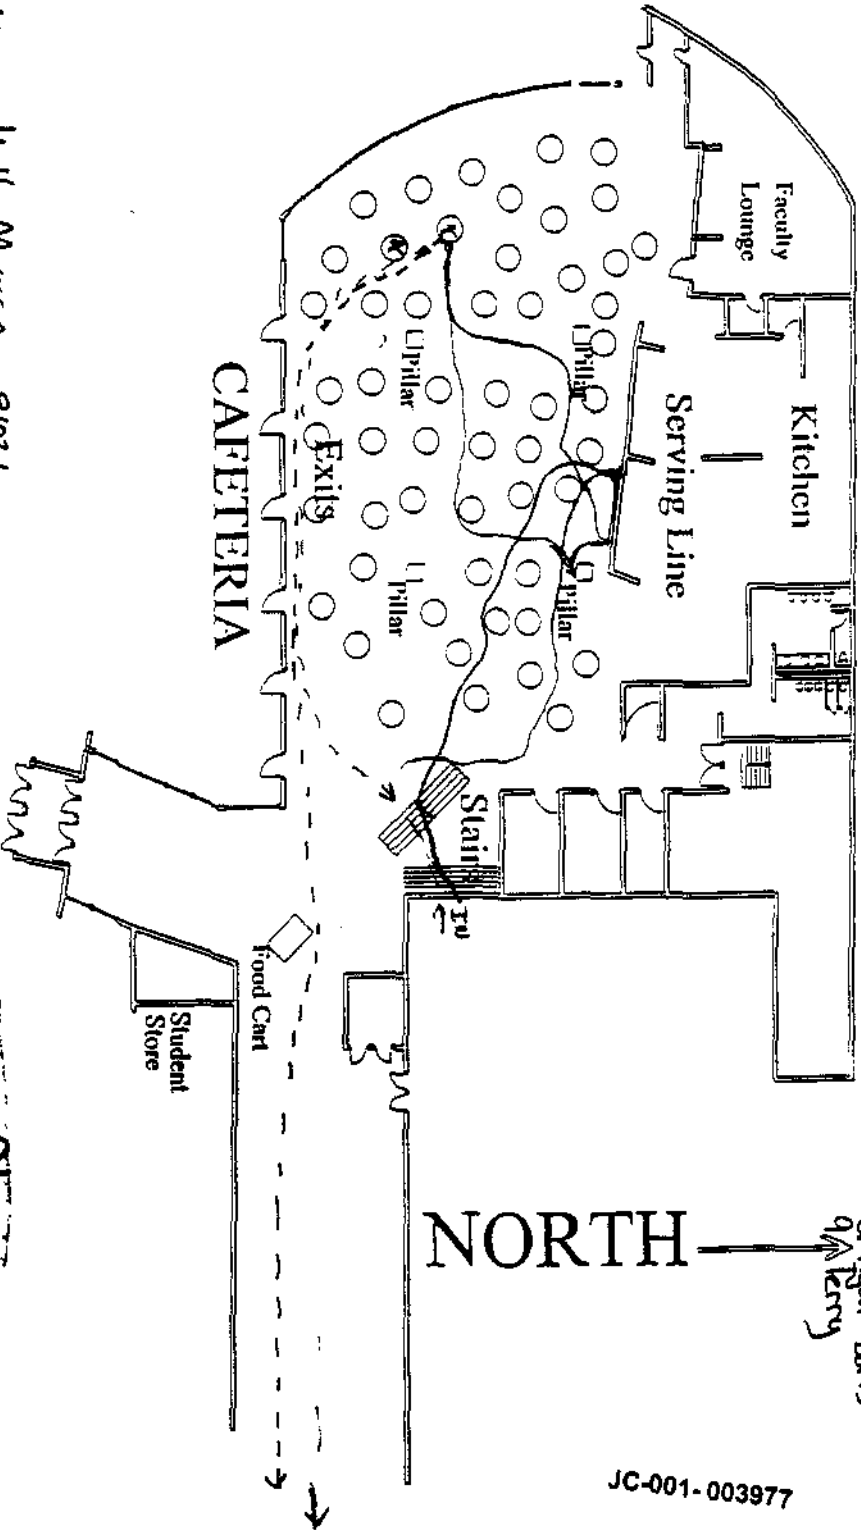 Faculty
Lounge
Kitchen
Serving Line
Pillar
Pillar
Exits
Pillar
Pillar
CAFETERIA
Stairs
Food Cart
Student
Store
NORTH
Terry
JC-001-003977